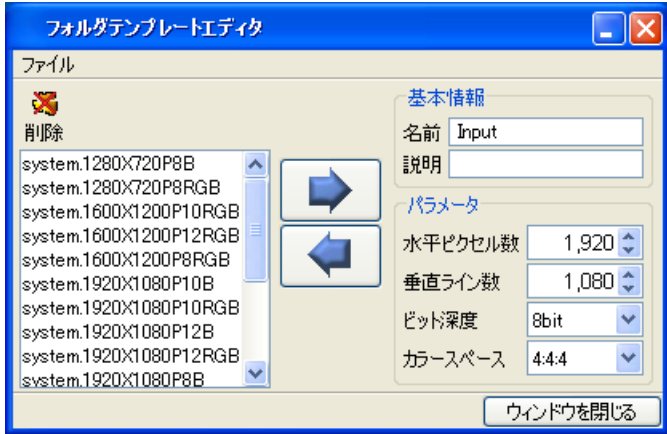 フォルダテンプレートエディタ
ファイル
削除
system.1280X720P8B
system.1280X720P8RGB
system.1600X1200P10RGB
system.1600X1200P12RGB
system.1600X1200P8RGB
system.1920X1080P10B
system.1920X1080P10RGB
system.1920X1080P12B
system.1920X1080P12RGB
system.1920X1080P8B
基本情報
名前 Input
説明
パラメータ
水平ピクセル数 1,920
垂直ライン数 1,080
ビッド深度 8bit
カラースペース 4:4:4
ウィンドウを閉じる